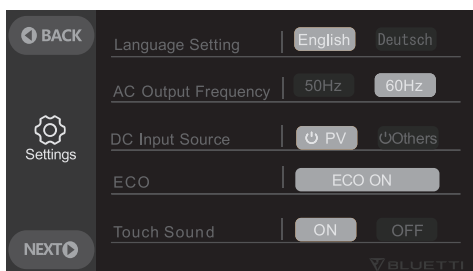 BACK
Language Setting English Deutsch
AC Output Frequency 50Hz 60Hz
Settings
DC Input Source PV Others
ECO ECO ON
Touch Sound ON OFF
NEXT
BLUETTI